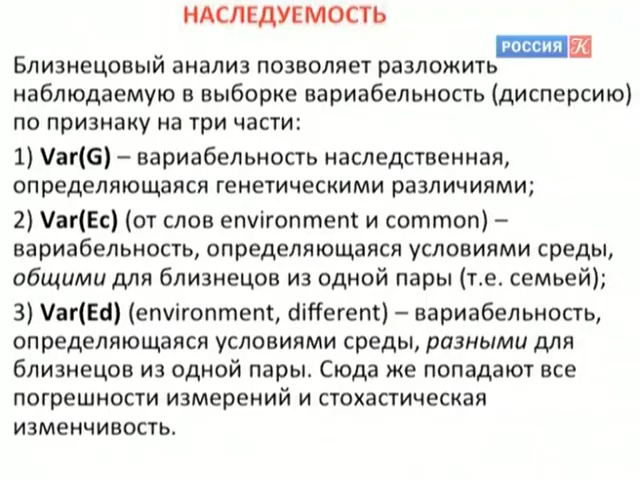 НАСЛЕДУЕМОСТЬ
РОССИЯ К
Близнецовый анализ позволяет разложить
наблюдаемую в выборке вариабельность (дисперсию)
по признаку на три части:
1) Var(G) – вариабельность наследственная,
определяющаяся генетическими различиями;
2) Var(Ec) (от слов environment и common) –
вариабельность, определяющаяся условиями среды,
общими для близнецов из одной пары (т.е. семьей);
3) Var(Ed) (environment, different) – вариабельность,
определяющаяся условиями среды, разными для
близнецов из одной пары. Сюда же попадают все
погрешности измерений и стохастическая
изменчивость.